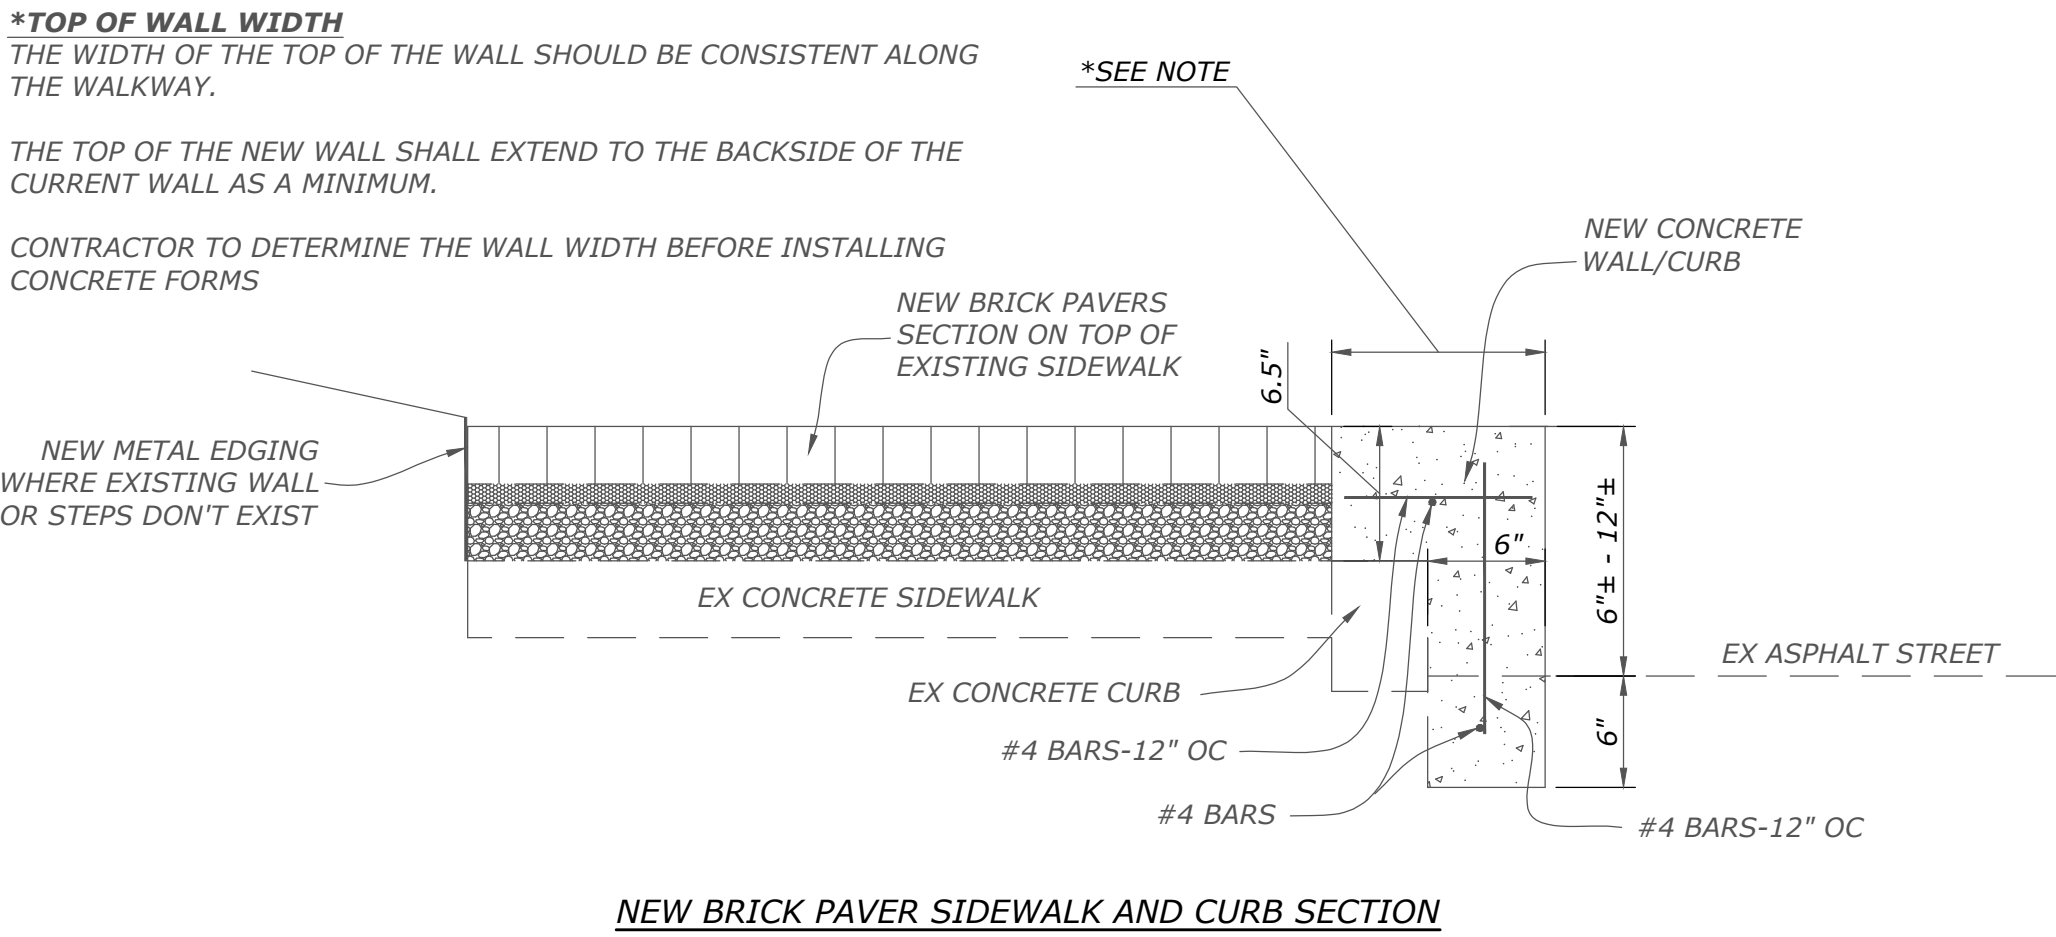 *TOP OF WALL WIDTH
THE WIDTH OF THE TOP OF THE WALL SHOULD BE CONSISTENT ALONG
THE WALKWAY.
THE TOP OF THE NEW WALL SHALL EXTEND TO THE BACKSIDE OF THE
CURRENT WALL AS A MINIMUM.
CONTRACTOR TO DETERMINE THE WALL WIDTH BEFORE INSTALLING
CONCRETE FORMS
*SEE NOTE
NEW CONCRETE
WALL/CURB
NEW BRICK PAVERS
SECTION ON TOP OF
EXISTING SIDEWALK
6.5"
NEW METAL EDGING
WHERE EXISTING WALL
OR STEPS DON'T EXIST
6"
6"± - 12"±
EX CONCRETE SIDEWALK
EX ASPHALT STREET
EX CONCRETE CURB
6"
#4 BARS-12" OC
#4 BARS
#4 BARS-12" OC
NEW BRICK PAVER SIDEWALK AND CURB SECTION